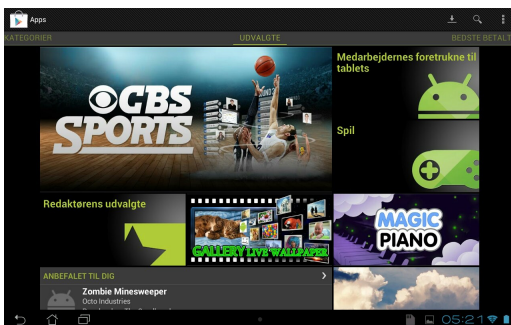 Apps
KATEGORIER
UDVALGTE
BEDSTE BETALT
CBS
SPORTS
Medarbejdernes foretrukne til
tablets
Spil
Redaktørens udvalgte
GALLERY LIVE WALLPAPER
MAGIC
PIANO
ANBEFALET TIL DIG
Zombie Minesweeper
Octo Industries
05:21